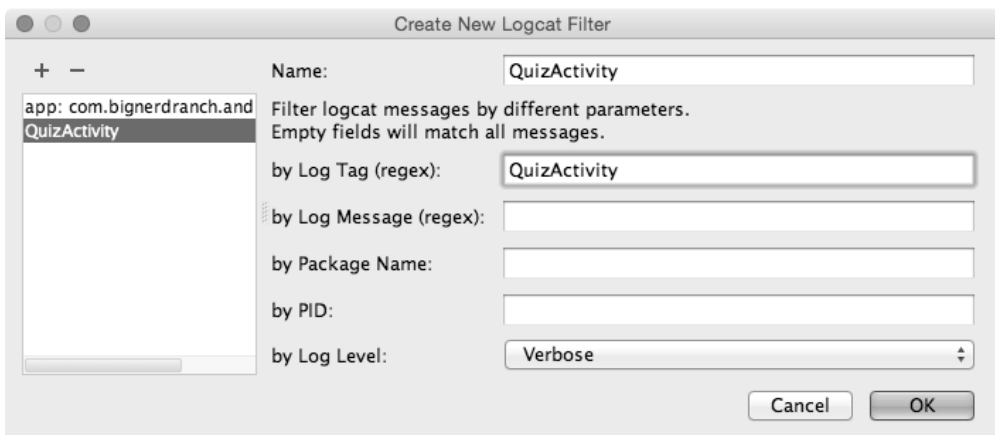 Create New Logcat Filter
+ −
app: com.bignerdranch.and
QuizActivity
Name: QuizActivity
Filter logcat messages by different parameters.
Empty fields will match all messages.
by Log Tag (regex): QuizActivity
by Log Message (regex):
by Package Name:
by PID:
by Log Level: Verbose
Cancel OK